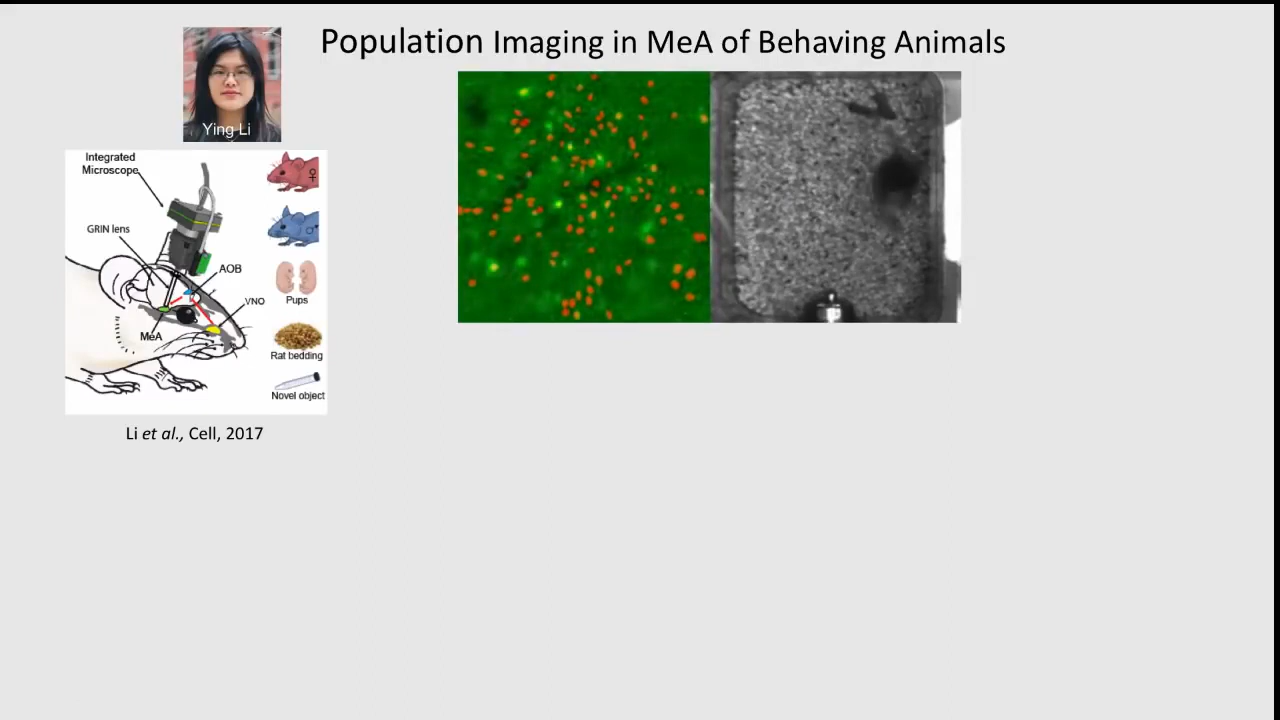 Population Imaging in MeA of Behaving Animals
Ying Li
Integrated
Microscope
GRIN lens
AOB
VNO
MeA
♀
♂
Pups
Rat bedding
Novel object
Li et al., Cell, 2017